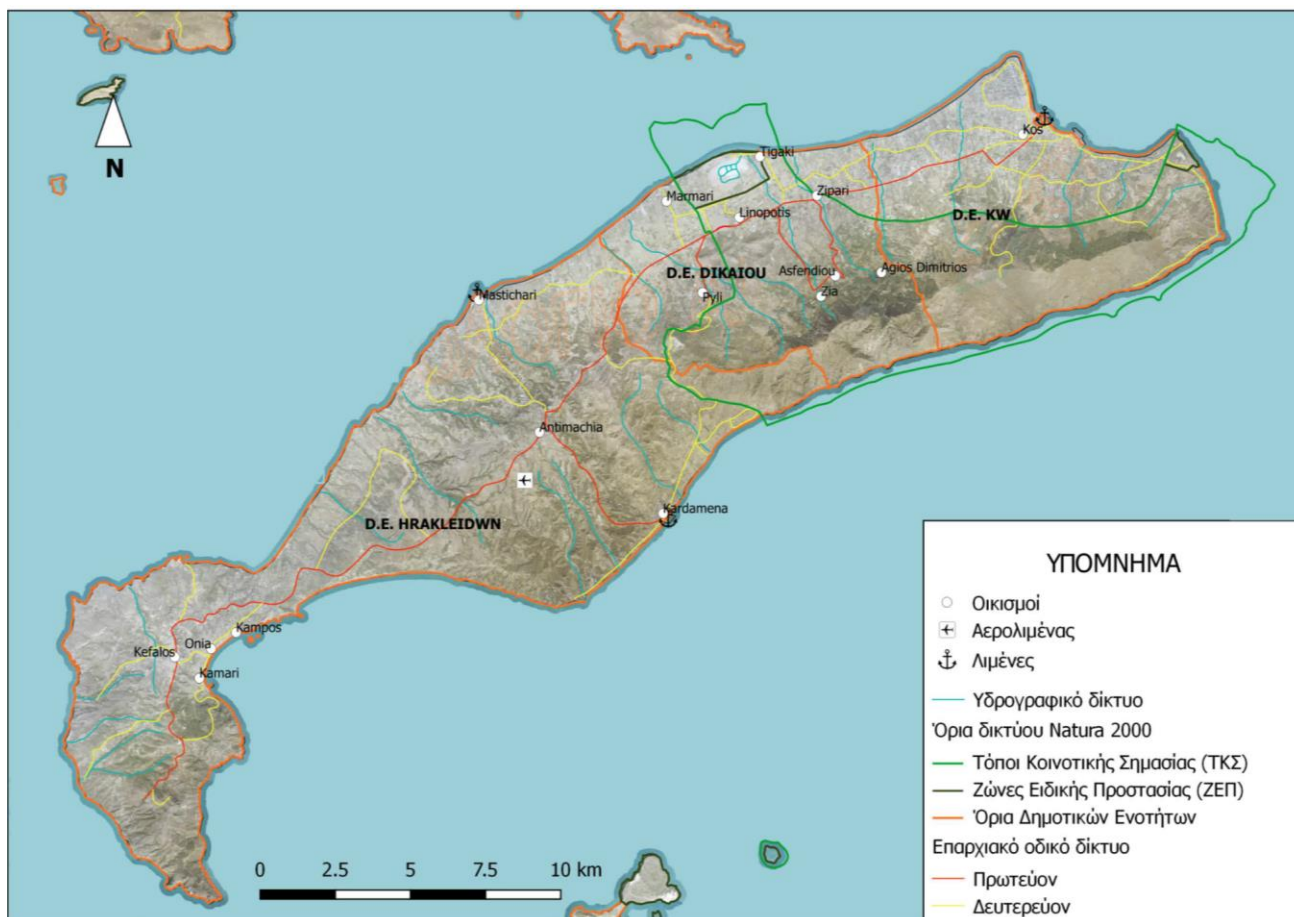 N
Kos
Tigaki
Marmari
Zipari
Linopotis
D.E. KW
D.E. DIKAIOU
Asfendiou
Agios Dimitrios
Mastichari
Pyli
Zia
Antimachia
Kardamena
D.E. HRAKLEIDWN
Kampos
Onia
Kefalos
Kamari
0 2.5 5 7.5 10 km
ΥΠΟΜΝΗΜΑ
Οικισμοί
Αερολιμένας
Λιμένες
Υδρογραφικό δίκτυο
Όρια δικτύου Natura 2000
Τόποι Κοινοτικής Σημασίας (ΤΚΣ)
Ζώνες Ειδικής Προστασίας (ΖΕΠ)
Όρια Δημοτικών Ενοτήτων
Επαρχιακό οδικό δίκτυο
Πρωτεύον
Δευτερεύον